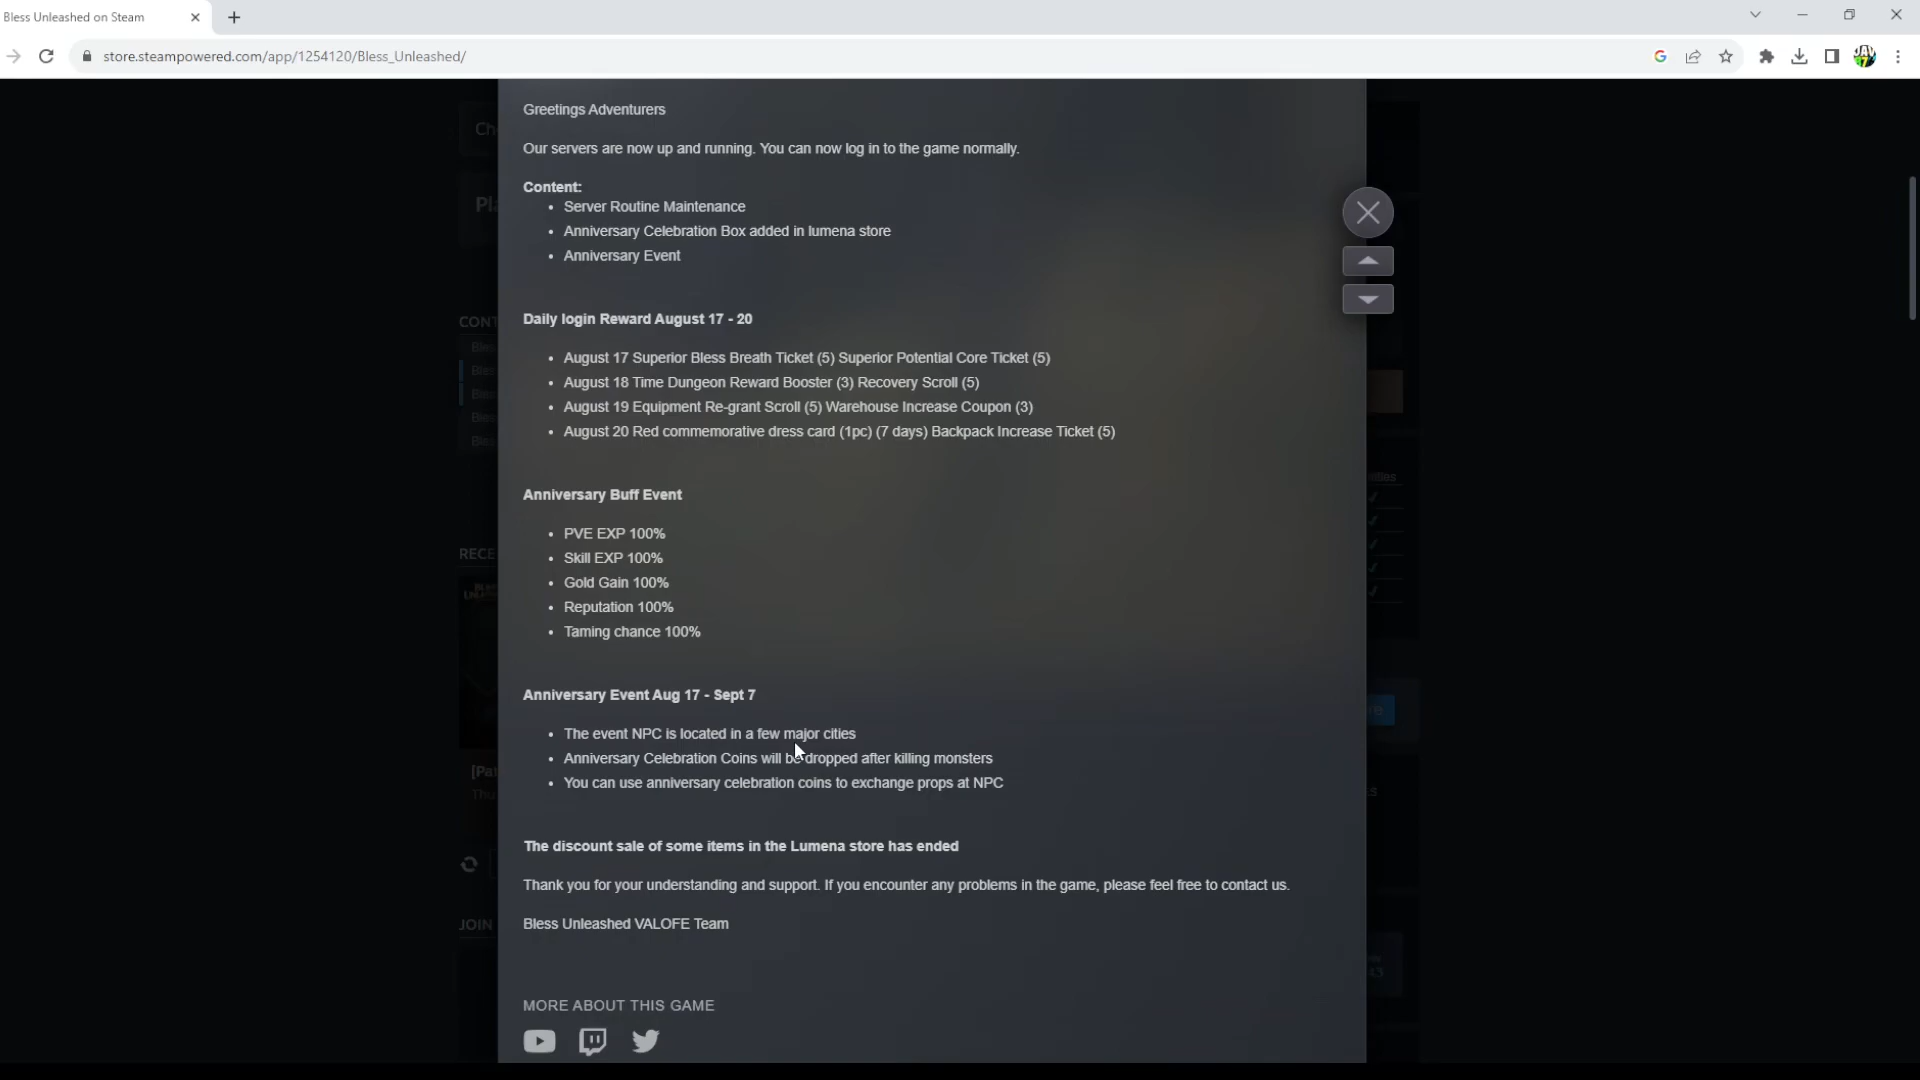 Bless Unleashed on Steam
store.steampowered.com/app/1254120/Bless_Unleashed/
Greetings Adventurers
Our servers are now up and running. You can now log in to the game normally.
Content:
• Server Routine Maintenance
• Anniversary Celebration Box added in lumena store
• Anniversary Event
Daily login Reward August 17 - 20
• August 17 Superior Bless Breath Ticket (5) Superior Potential Core Ticket (5)
• August 18 Time Dungeon Reward Booster (3) Recovery Scroll (5)
• August 19 Equipment Re-grant Scroll (5) Warehouse Increase Coupon (3)
• August 20 Red commemorative dress card (1pc) (7 days) Backpack Increase Ticket (5)
Anniversary Buff Event
• PVE EXP 100%
• Skill EXP 100%
• Gold Gain 100%
• Reputation 100%
• Taming chance 100%
Anniversary Event Aug 17 - Sept 7
• The event NPC is located in a few major cities
• Anniversary Celebration Coins will be dropped after killing monsters
• You can use anniversary celebration coins to exchange props at NPC
The discount sale of some items in the Lumena store has ended
Thank you for your understanding and support. If you encounter any problems in the game, please feel free to contact us.
Bless Unleashed VALOFE Team
MORE ABOUT THIS GAME
JOIN